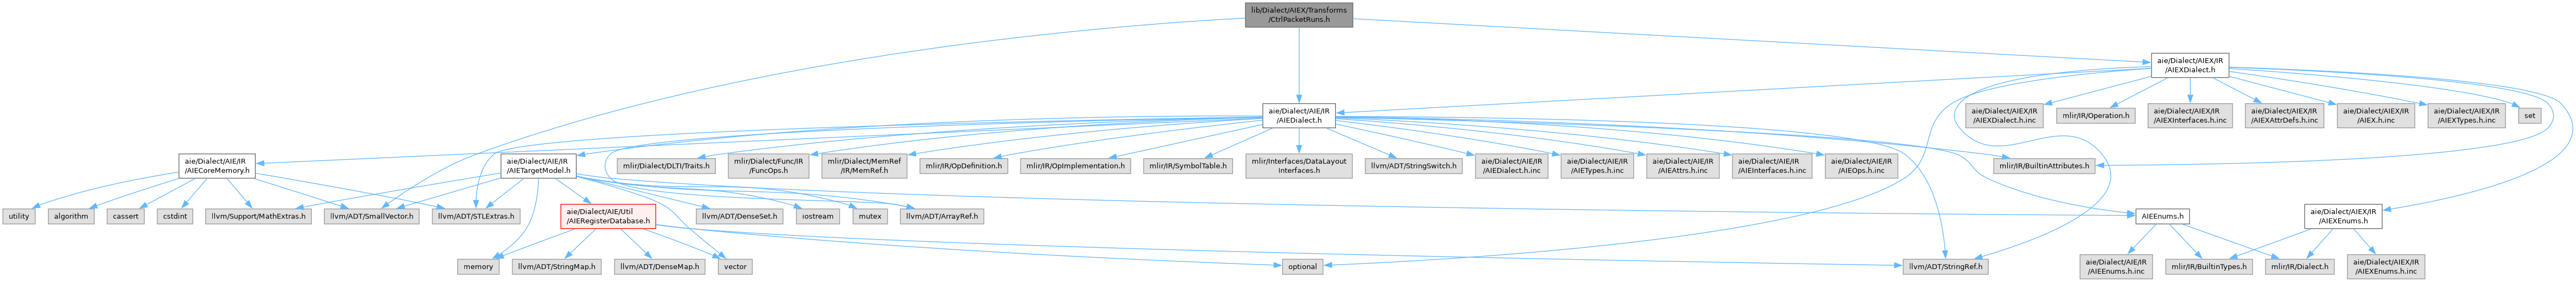 lib/Dialect/AIEX/Transforms
/CtrlPacketRuns.h
aie/Dialect/AIEX/IR
/AIEXDialect.h
aie/Dialect/AIE/IR
/AIEDialect.h
aie/Dialect/AIEX/IR
/AIEXDialect.h.inc
mlir/IR/Operation.h
aie/Dialect/AIEX/IR
/AIEXInterfaces.h.inc
aie/Dialect/AIEX/IR
/AIEXAttrDefs.h.inc
aie/Dialect/AIEX/IR
/AIEX.h.inc
aie/Dialect/AIEX/IR
/AIEXTypes.h.inc
set
aie/Dialect/AIE/IR
/AIECoreMemory.h
aie/Dialect/AIE/IR
/AIETargetModel.h
mlir/Dialect/DLTI/Traits.h
mlir/Dialect/Func/IR
/FuncOps.h
mlir/Dialect/MemRef
/IR/MemRef.h
mlir/IR/OpDefinition.h
mlir/IR/OpImplementation.h
mlir/IR/SymbolTable.h
mlir/Interfaces/DataLayout
Interfaces.h
llvm/ADT/StringSwitch.h
aie/Dialect/AIE/IR
/AIEDialect.h.inc
aie/Dialect/AIE/IR
/AIETypes.h.inc
aie/Dialect/AIE/IR
/AIEAttrs.h.inc
aie/Dialect/AIE/IR
/AIEInterfaces.h.inc
aie/Dialect/AIE/IR
/AIEOps.h.inc
mlir/IR/BuiltinAttributes.h
utility
algorithm
cassert
cstdint
llvm/Support/MathExtras.h
llvm/ADT/SmallVector.h
llvm/ADT/STLExtras.h
aie/Dialect/AIE/Util
/AIERegisterDatabase.h
llvm/ADT/DenseSet.h
iostream
mutex
llvm/ADT/ArrayRef.h
AIEEnums.h
aie/Dialect/AIEX/IR
/AIEXEnums.h
memory
llvm/ADT/StringMap.h
llvm/ADT/DenseMap.h
vector
optional
llvm/ADT/StringRef.h
aie/Dialect/AIE/IR
/AIEEnums.h.inc
mlir/IR/BuiltinTypes.h
mlir/IR/Dialect.h
aie/Dialect/AIEX/IR
/AIEXEnums.h.inc